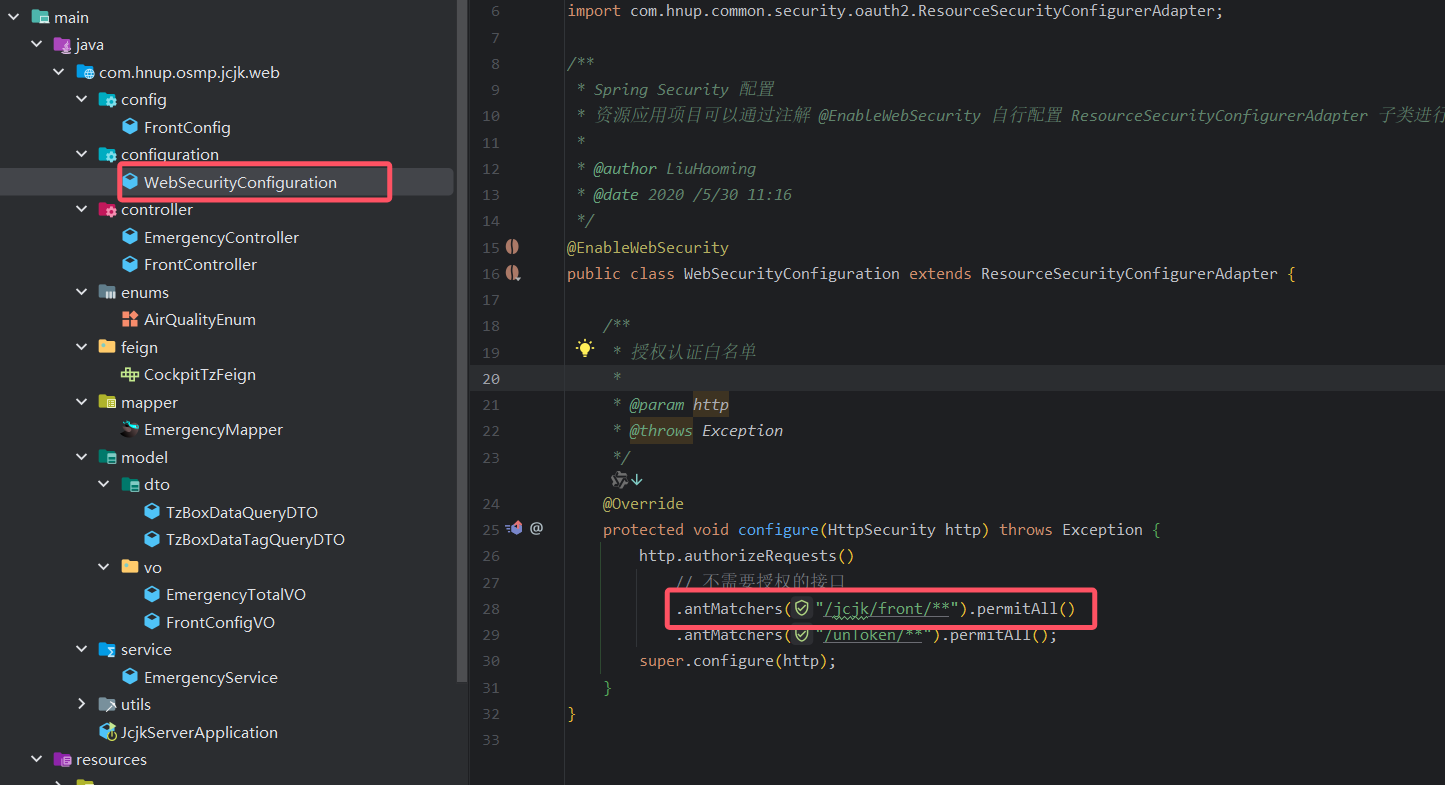 main
java
com.hnup.osmp.jcjk.web
config
FrontConfig
configuration
WebSecurityConfiguration
controller
EmergencyController
FrontController
enums
AirQualityEnum
feign
CockpitTzFeign
mapper
EmergencyMapper
model
dto
TzBoxDataQueryDTO
TzBoxDataTagQueryDTO
vo
EmergencyTotalVO
FrontConfigVO
service
EmergencyService
utils
JcjkServerApplication
resources
6 import com.hnup.common.security.oauth2.ResourceSecurityConfigurerAdapter;
7
8 /**
9 * Spring Security 配置
10 * 资源应用项目可以通过注解 @EnableWebSecurity 自行配置 ResourceSecurityConfigurerAdapter 子类进行
11 *
12 * @author LiuHaoming
13 * @date 2020 /5/30 11:16
14 */
15 @EnableWebSecurity
16 public class WebSecurityConfiguration extends ResourceSecurityConfigurerAdapter {
17
18 /**
19 * 授权认证白名单
20 *
21 * @param http
22 * @throws Exception
23 */
24 @Override
25 @ protected void configure(HttpSecurity http) throws Exception {
26 http.authorizeRequests()
27 // 不需要授权的接口
28 .antMatchers("/jcjk/front/**").permitAll()
29 .antMatchers("/unToken/**").permitAll();
30 super.configure(http);
31 }
32 }
33